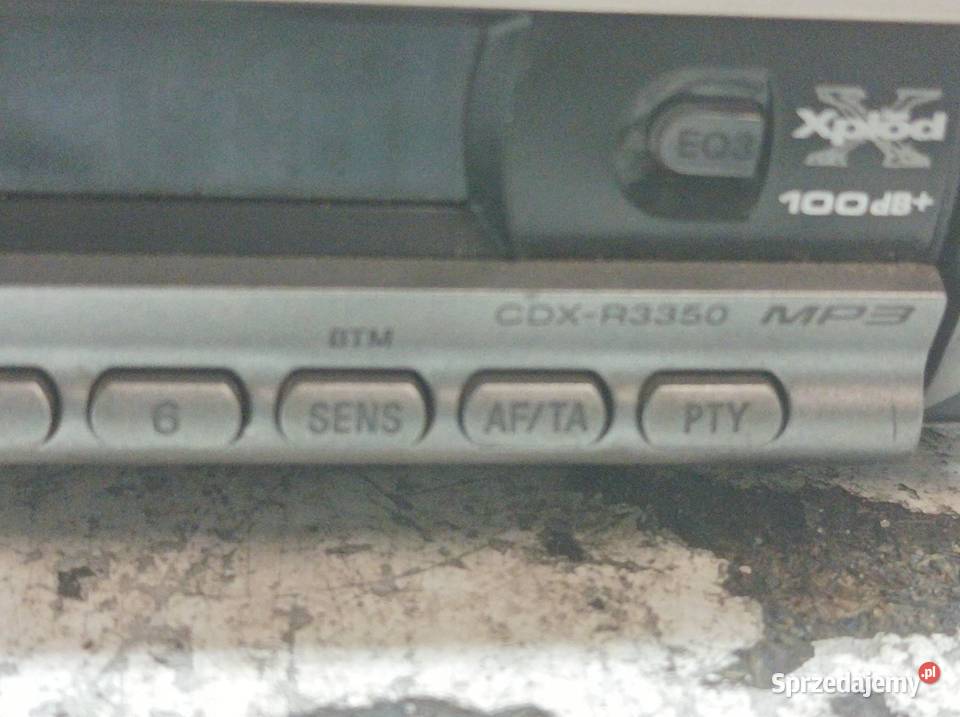 EQ3
Xplod
100dB+
CDX-R3350 MP3
BTM
6 SENS AF/TA PTY
Sprzedajemy.pl